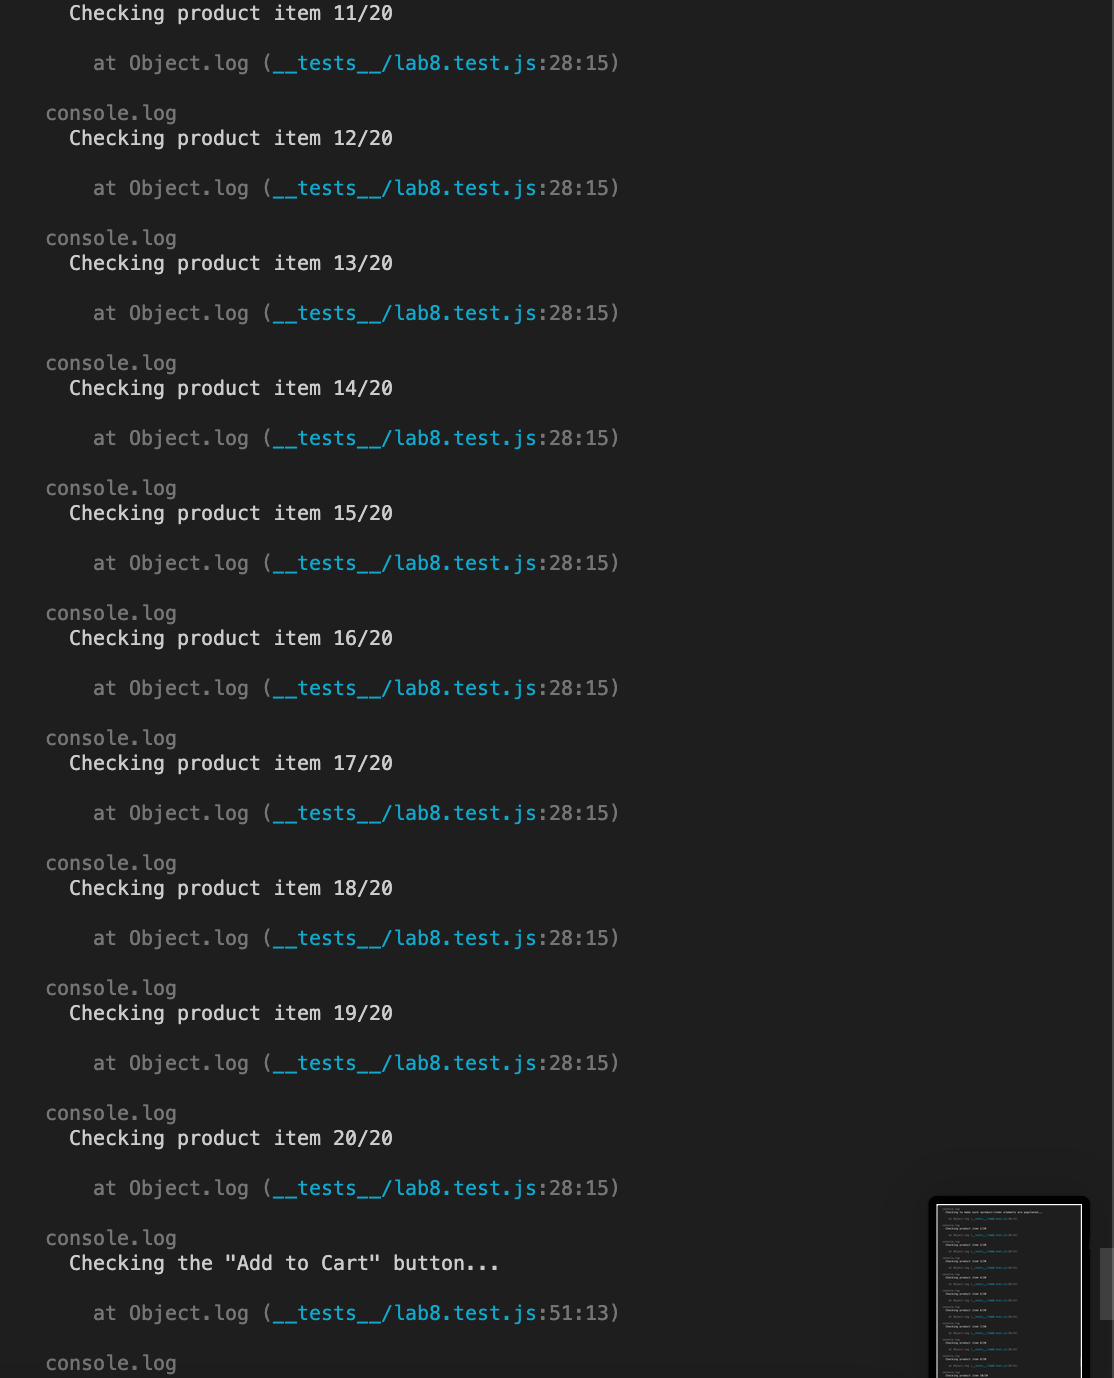 Checking product item 11/20
at Object.log (__tests__/lab8.test.js:28:15)
console.log
Checking product item 12/20
at Object.log (__tests__/lab8.test.js:28:15)
console.log
Checking product item 13/20
at Object.log (__tests__/lab8.test.js:28:15)
console.log
Checking product item 14/20
at Object.log (__tests__/lab8.test.js:28:15)
console.log
Checking product item 15/20
at Object.log (__tests__/lab8.test.js:28:15)
console.log
Checking product item 16/20
at Object.log (__tests__/lab8.test.js:28:15)
console.log
Checking product item 17/20
at Object.log (__tests__/lab8.test.js:28:15)
console.log
Checking product item 18/20
at Object.log (__tests__/lab8.test.js:28:15)
console.log
Checking product item 19/20
at Object.log (__tests__/lab8.test.js:28:15)
console.log
Checking product item 20/20
at Object.log (__tests__/lab8.test.js:28:15)
console.log
Checking the "Add to Cart" button...
at Object.log (__tests__/lab8.test.js:51:13)
console.log